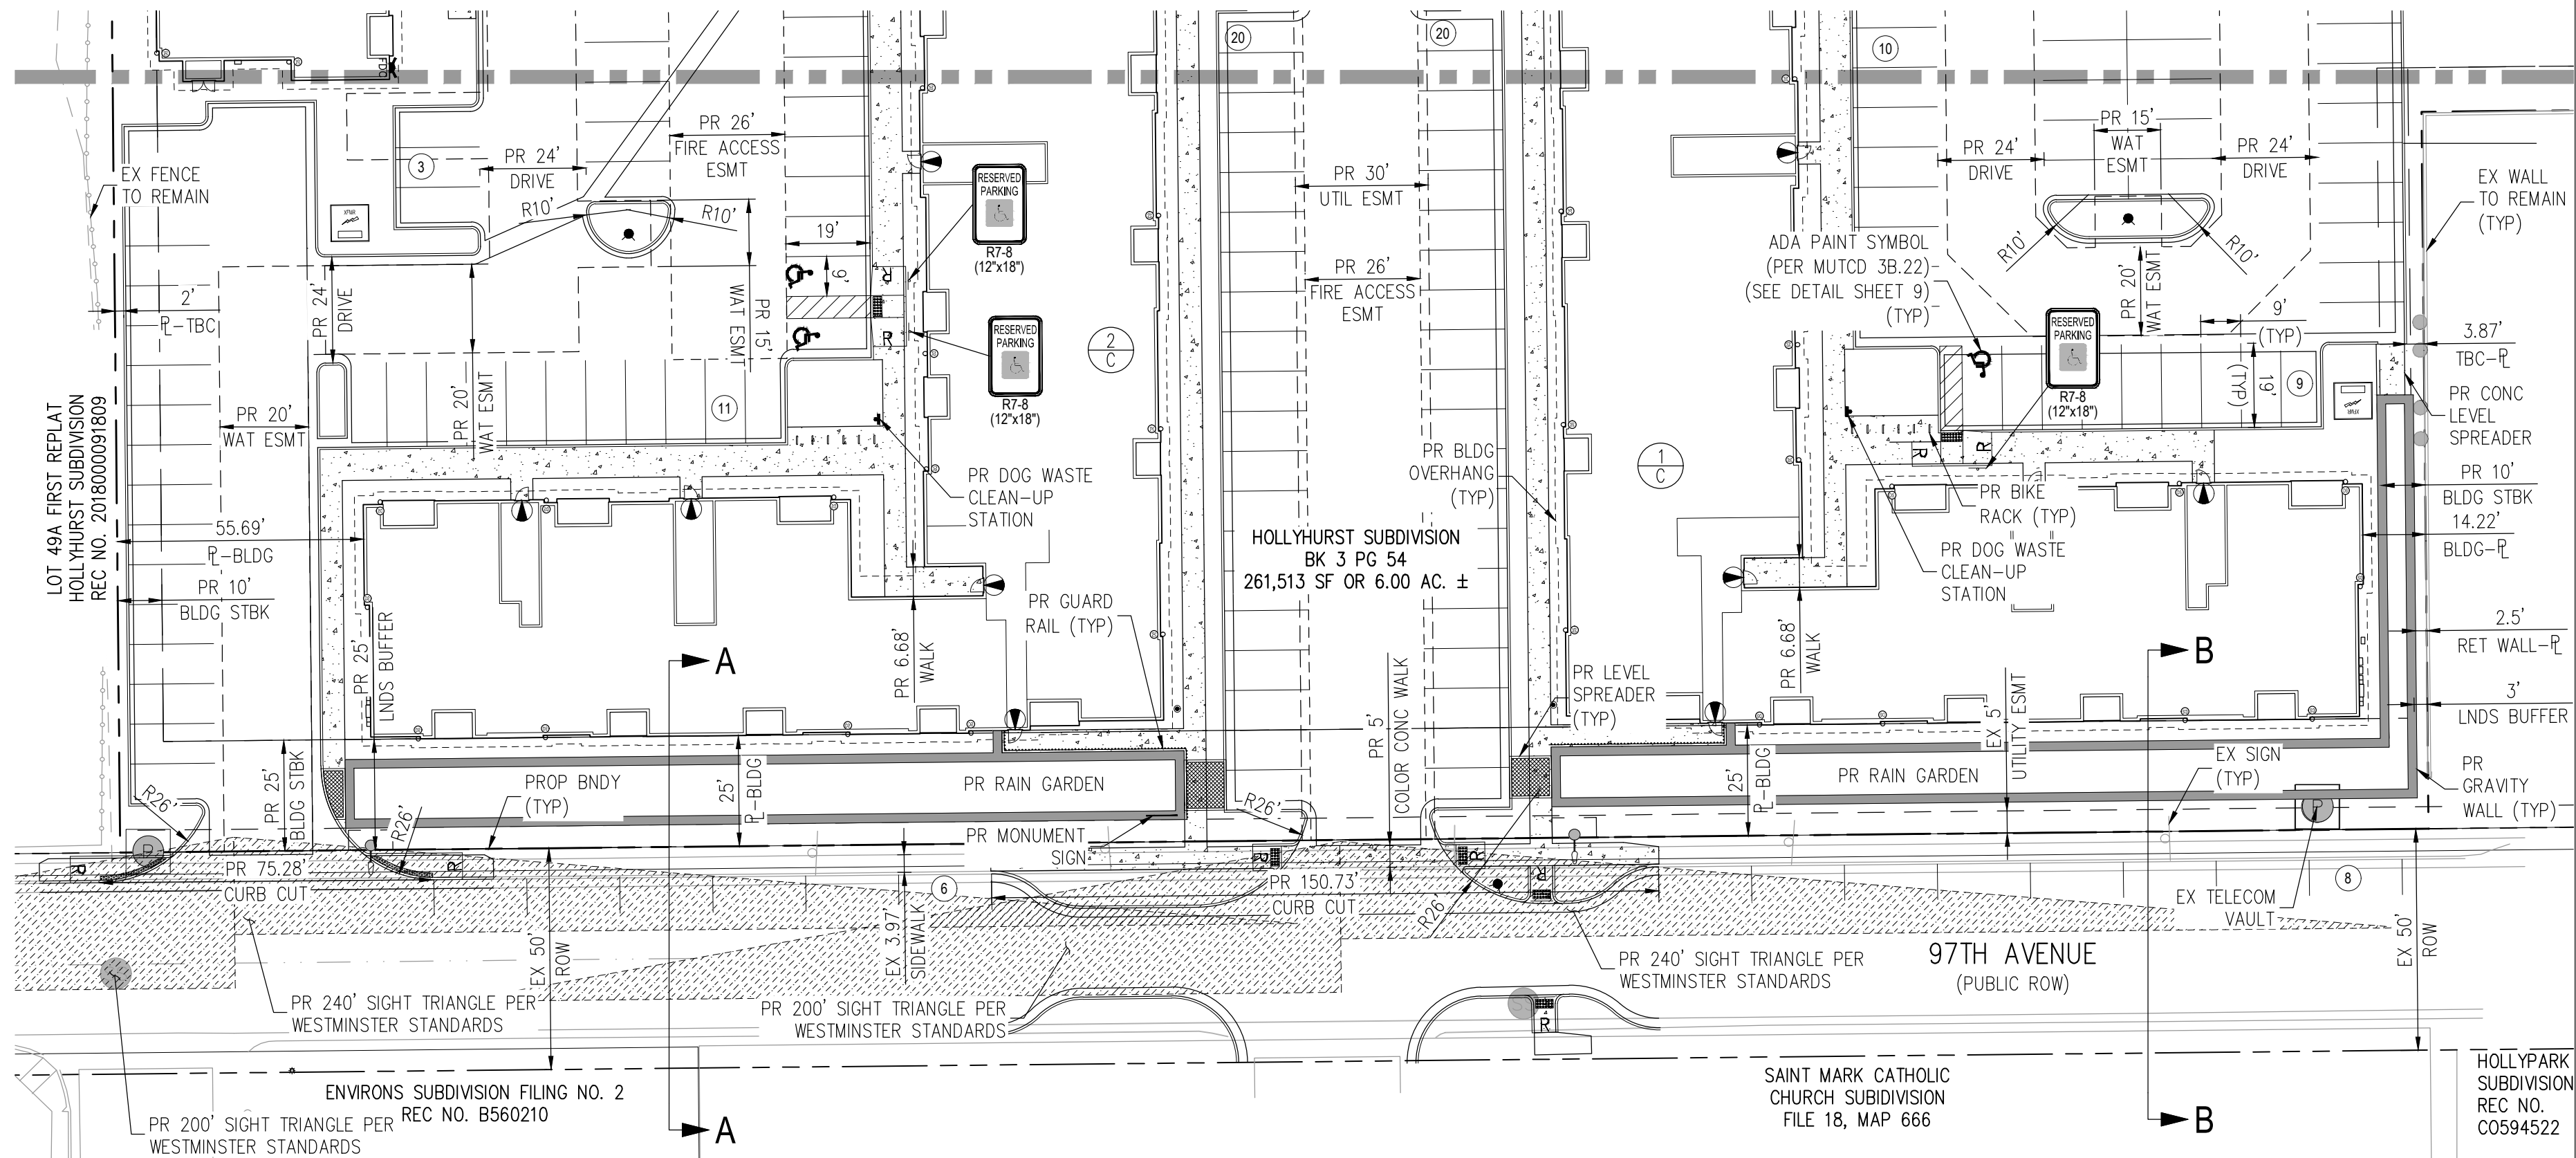 20
20
10
3
FDC
EX FENCE
TO REMAIN
PR 24'
DRIVE
PR 26'
FIRE ACCESS
ESMT
XFMR
R10'
R10'
19'
9'
RESERVED
PARKING
R7-8
(12"x18")
RESERVED
PARKING
R7-8
(12"x18")
R
R
2
C
PR 30'
UTIL ESMT
PR 26'
FIRE ACCESS
ESMT
PR 24'
DRIVE
PR 15'
WAT
ESMT
PR 24'
DRIVE
R10'
R10'
EX WALL
TO REMAIN
(TYP)
ADA PAINT SYMBOL
(PER MUTCD 3B.22)
(SEE DETAIL SHEET 9)
(TYP)
RESERVED
PARKING
R7-8
(12"x18")
PR 20'
WAT ESMT
9'
(TYP)
19'
(TYP)
9
XFMR
3.87'
TBC-PL
PR CONC
LEVEL
SPREADER
PR 10'
BLDG STBK
14.22'
BLDG-PL
2.5'
RET WALL-PL
3'
LNDS BUFFER
PR
GRAVITY
WALL (TYP)
2'
PL-TBC
PR 24'
DRIVE
PR 20'
WAT ESMT
PR 15'
WAT ESMT
11
LOT 49A FIRST REPLAT
HOLLYHURST SUBDIVISION
REC NO. 2018000091809
PR 20'
WAT ESMT
55.69'
PL-BLDG
PR 10'
BLDG STBK
PR DOG WASTE
CLEAN-UP
STATION
PR BLDG
OVERHANG
(TYP)
1
C
R
R
PR BIKE
RACK (TYP)
PR DOG WASTE
CLEAN-UP
STATION
HOLLYHURST SUBDIVISION
BK 3 PG 54
261,513 SF OR 6.00 AC. ±
PR GUARD
RAIL (TYP)
PR 25'
LNDS BUFFER
A
PR 6.68'
WALK
PR 5'
COLOR CONC WALK
PR LEVEL
SPREADER
(TYP)
PR 6.68'
WALK
EX 5'
UTILITY ESMT
B
EX SIGN
(TYP)
PR 25'
BLDG STBK
R26'
R26'
PROP BNDY
(TYP)
25'
PL-BLDG
PR RAIN GARDEN
PR MONUMENT
SIGN
R26'
25'
PL-BLDG
PR RAIN GARDEN
R
R
R
R
R
PR 75.28'
CURB CUT
6
PR 150.73'
CURB CUT
R26'
8
EX TELECOM
VAULT
EX 50'
ROW
EX 3.97'
SIDEWALK
EX 50'
ROW
97TH AVENUE
(PUBLIC ROW)
PR 240' SIGHT TRIANGLE PER
WESTMINSTER STANDARDS
PR 200' SIGHT TRIANGLE PER
WESTMINSTER STANDARDS
PR 240' SIGHT TRIANGLE PER
WESTMINSTER STANDARDS
R
ENVIRONS SUBDIVISION FILING NO. 2
REC NO. B560210
PR 200' SIGHT TRIANGLE PER
WESTMINSTER STANDARDS
A
SAINT MARK CATHOLIC
CHURCH SUBIDIVISION
FILE 18, MAP 666
B
HOLLYPARK
SUBDIVISION
REC NO.
CO594522